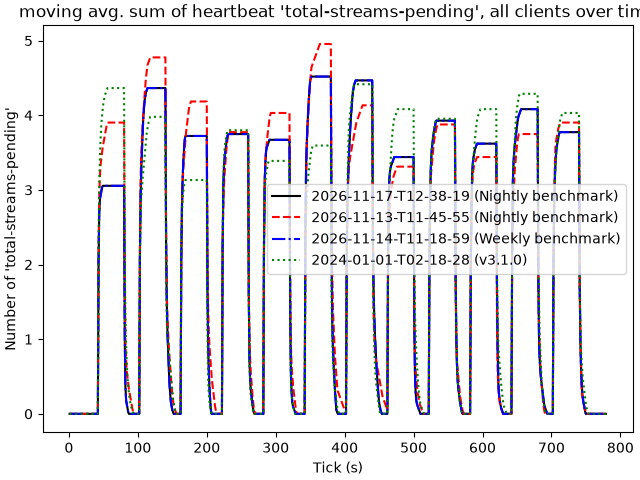 moving avg. sum of heartbeat 'total-streams-pending', all clients over tim
Number of 'total-streams-pending'
5
4
3
2
1
0
2026-11-17-T12-38-19 (Nightly benchmark)
2026-11-13-T11-45-55 (Nightly benchmark)
2026-11-14-T11-18-59 (Weekly benchmark)
2024-01-01-T02-18-28 (v3.1.0)
0 100 200 300 400 500 600 700 800
Tick (s)